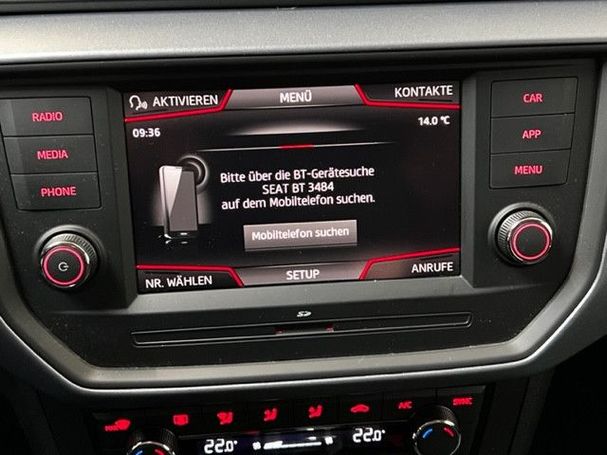 AKTIVIEREN
MENÜ
KONTAKTE
RADIO
CAR
09:36
14.0 °C
MEDIA
APP
Bitte über die BT-Gerätesuche
SEAT BT 3484
auf dem Mobiltelefon suchen.
PHONE
MENU
Mobiltelefon suchen
NR. WÄHLEN
SETUP
ANRUFE
SD
A/C
SYNC
22.0°
22.0°